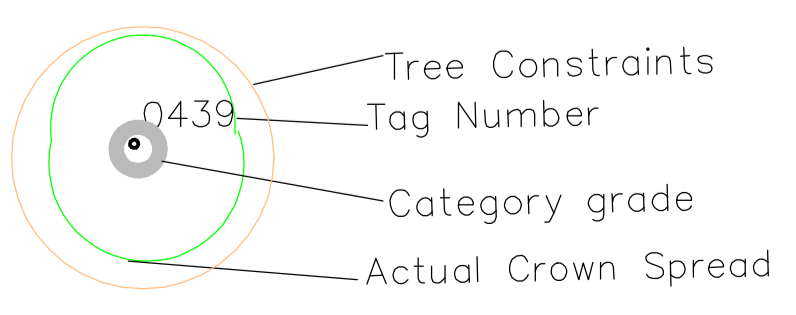 Tree Constraints
0439
Tag Number
Category grade
Actual Crown Spread